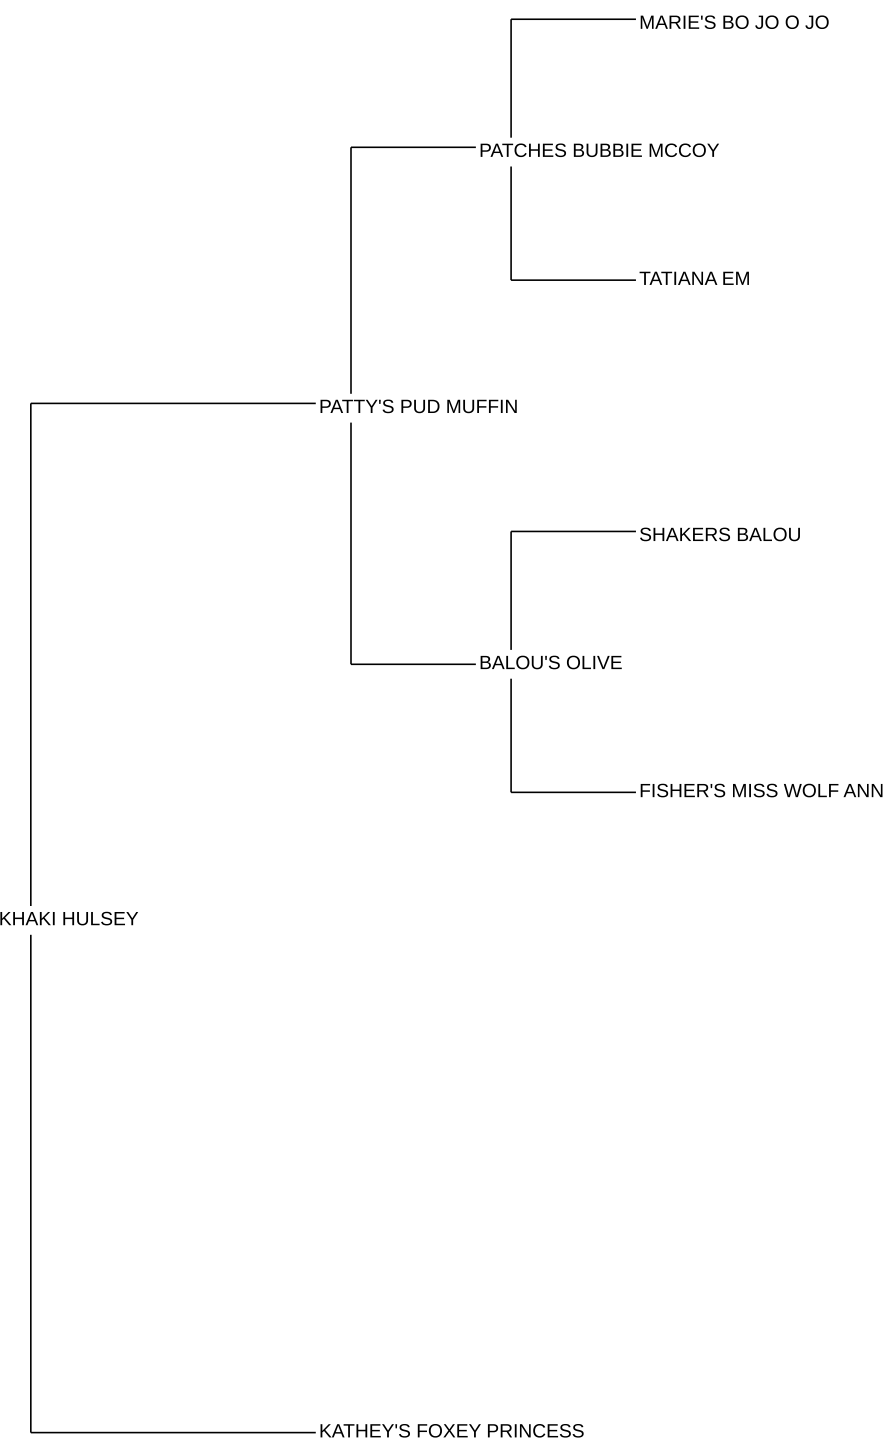 MARIE'S BO JO O JO
PATCHES BUBBIE MCCOY
TATIANA EM
PATTY'S PUD MUFFIN
SHAKERS BALOU
BALOU'S OLIVE
FISHER'S MISS WOLF ANN
KHAKI HULSEY
KATHEY'S FOXEY PRINCESS